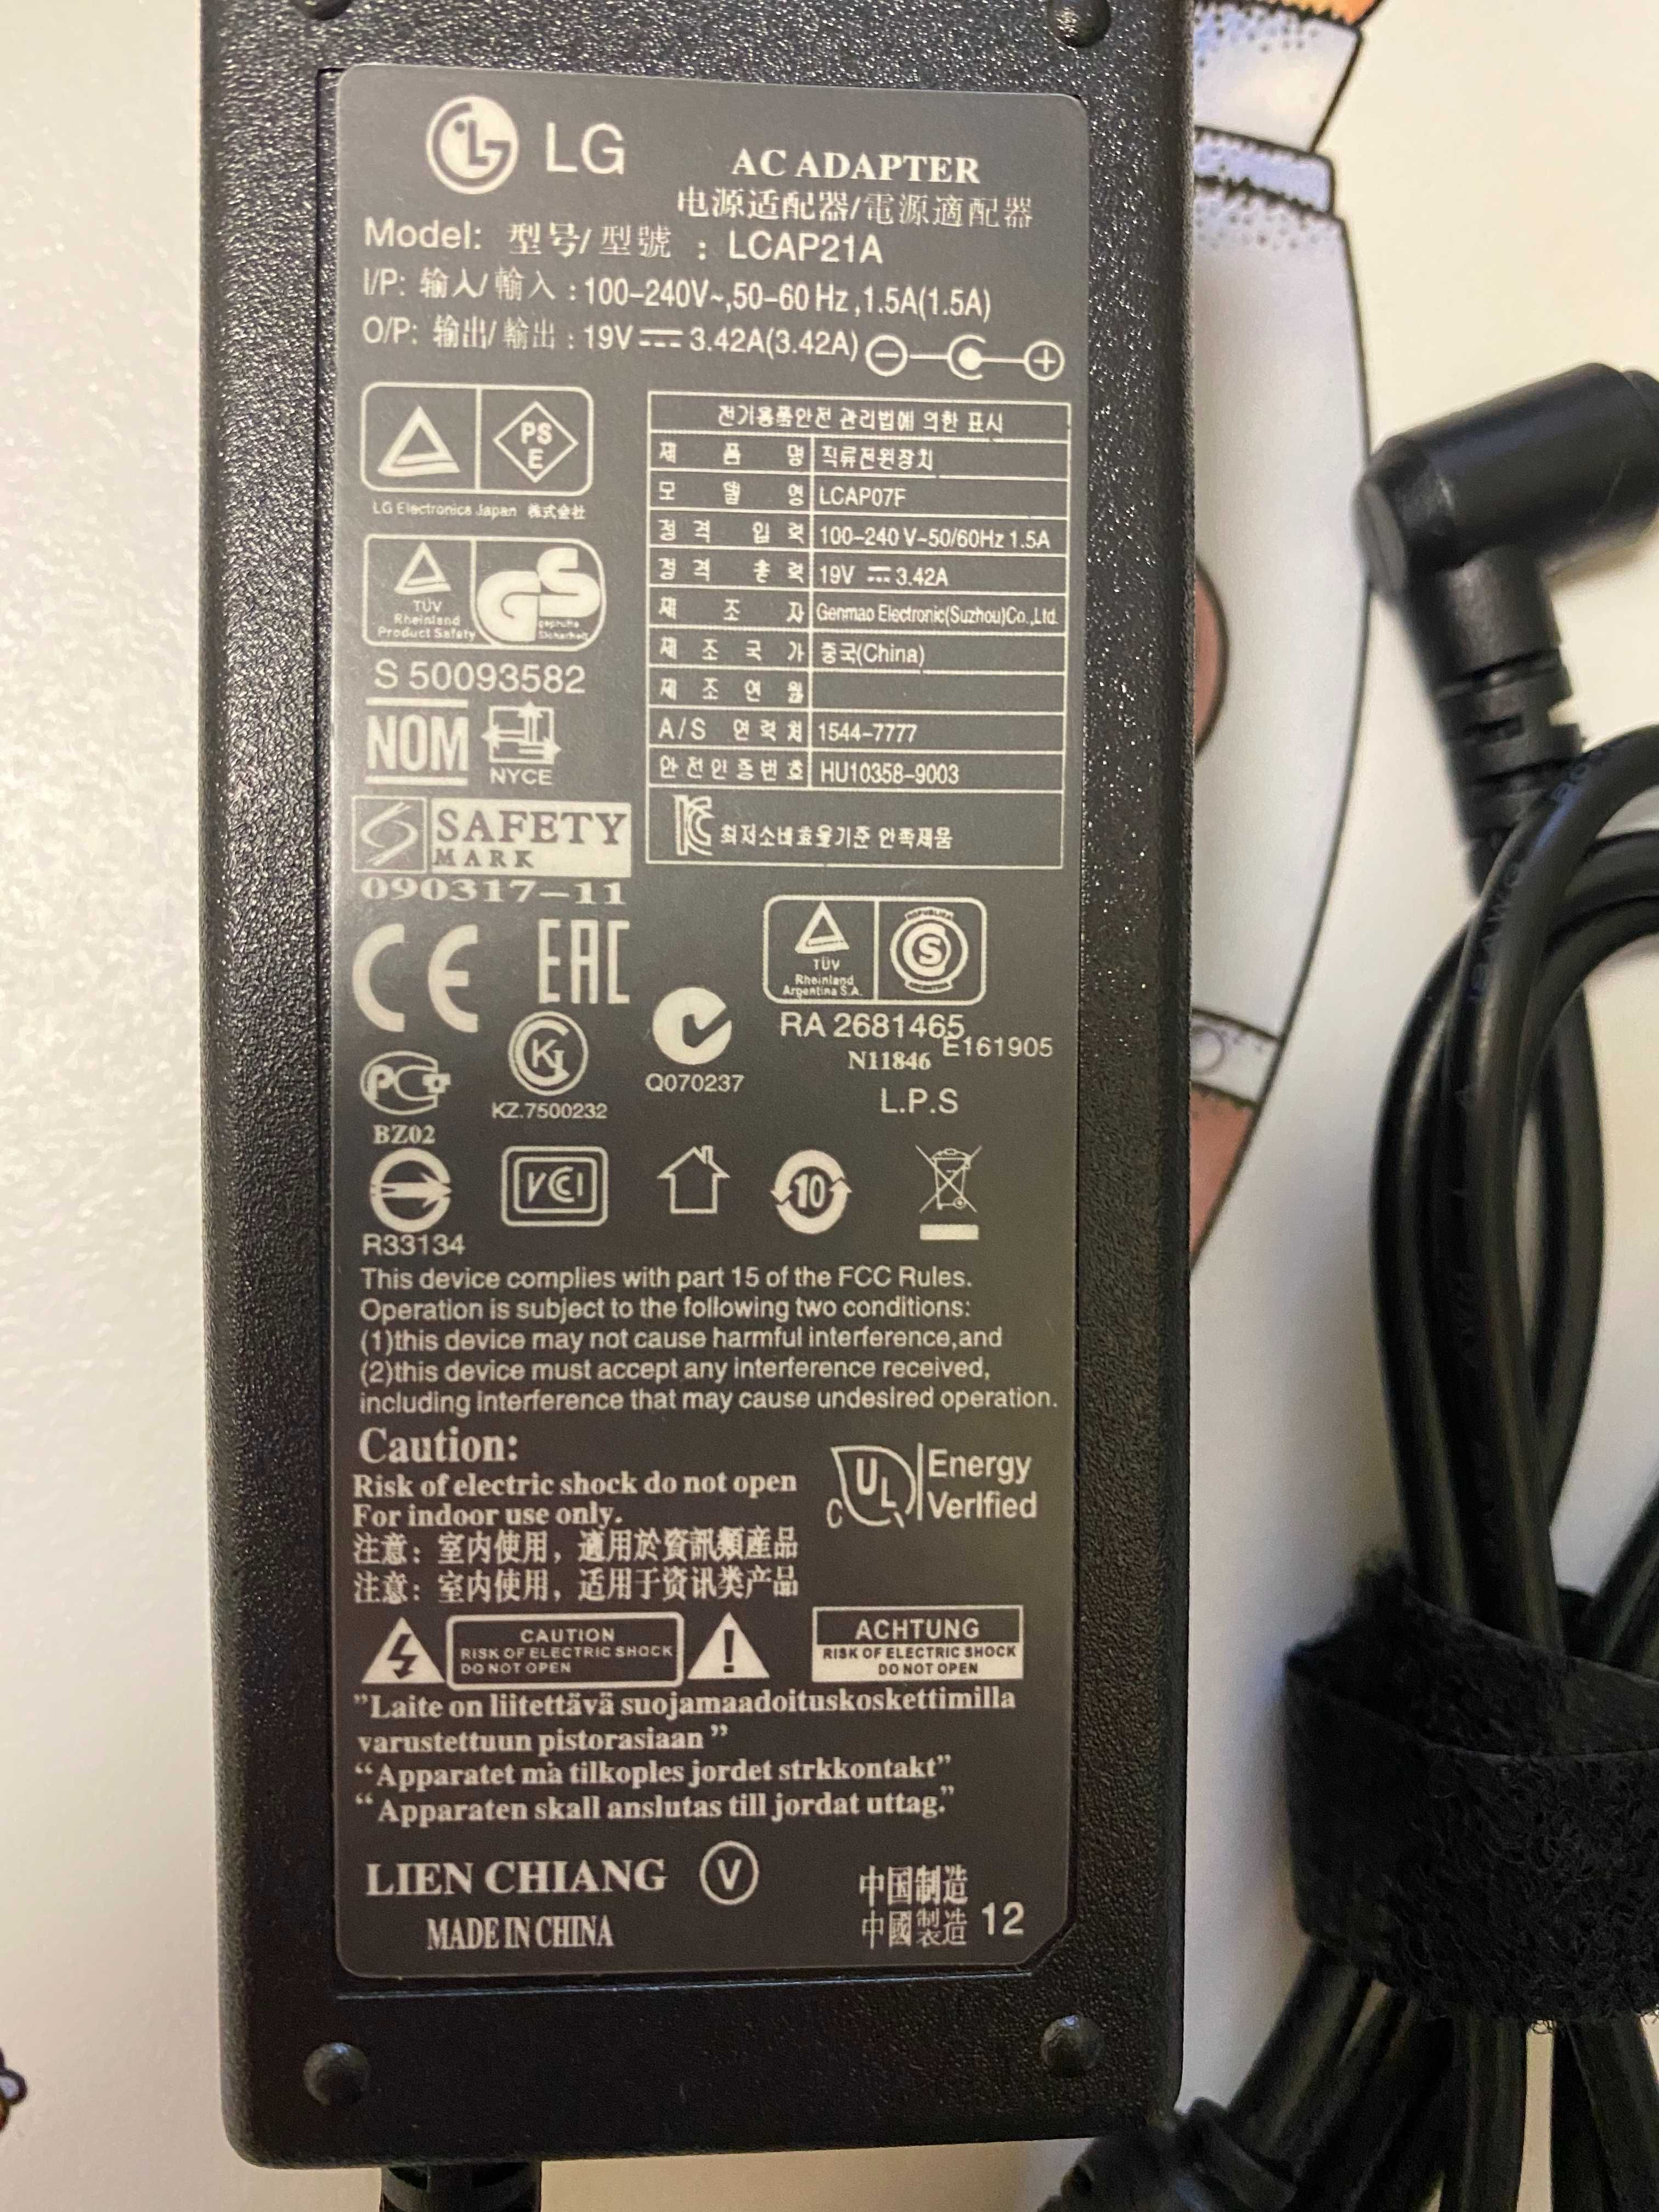 LG
AC ADAPTER
电源适配器/電源適配器
Model: 型号/型號 : LCAP21A
I/P: 输入/輸入 : 100-240V~,50-60 Hz ,1.5A(1.5A)
O/P: 输出/輸出 : 19V⎓3.42A(3.42A)
PS
E
LG Electronics Japan 株式会社
TÜV
Rheinland
Product Safety
GS
geprüfte
Sicherheit
S 50093582
NOM
NYCE
SAFETY
MARK
090317-11
전기용품안전 관리법에 의한 표시
제 품 명 직류전원장치
모 델 명 LCAP07F
정 격 입 력 100-240 V~50/60Hz 1.5A
정 격 출 력 19V ⎓ 3.42A
제 조 자 Genmao Electronic(Suzhou)Co.,Ltd.
제 조 국 가 중국(China)
제 조 연 월
A/S 연 락 처 1544-7777
안 전 인 증 번 호 HU10358-9003
최저소비효율기준 만족제품
CE
EAC
TÜV
Rheinland
Argentina S.A.
S
RA 2681465
N11846
E161905
L.P.S
Q070237
KZ.7500232
BZ02
R33134
VCCI
10
This device complies with part 15 of the FCC Rules.
Operation is subject to the following two conditions:
(1)this device may not cause harmful interference,and
(2)this device must accept any interference received,
including interference that may cause undesired operation.
Caution:
Risk of electric shock do not open
For indoor use only.
注意：室内使用，適用於資訊類産品
注意：室内使用，适用于资讯类产品
c UL Energy
Verified
CAUTION
RISK OF ELECTRIC SHOCK
DO NOT OPEN
ACHTUNG
RISK OF ELECTRIC SHOCK
DO NOT OPEN
”Laite on liitettävä suojamaadoituskoskettimilla
varustettuun pistorasiaan ”
“Apparatet må tilkoples jordet strkkontakt”
“Apparaten skall anslutas till jordat uttag.”
LIEN CHIANG V
MADE IN CHINA
中国制造
中國製造 12